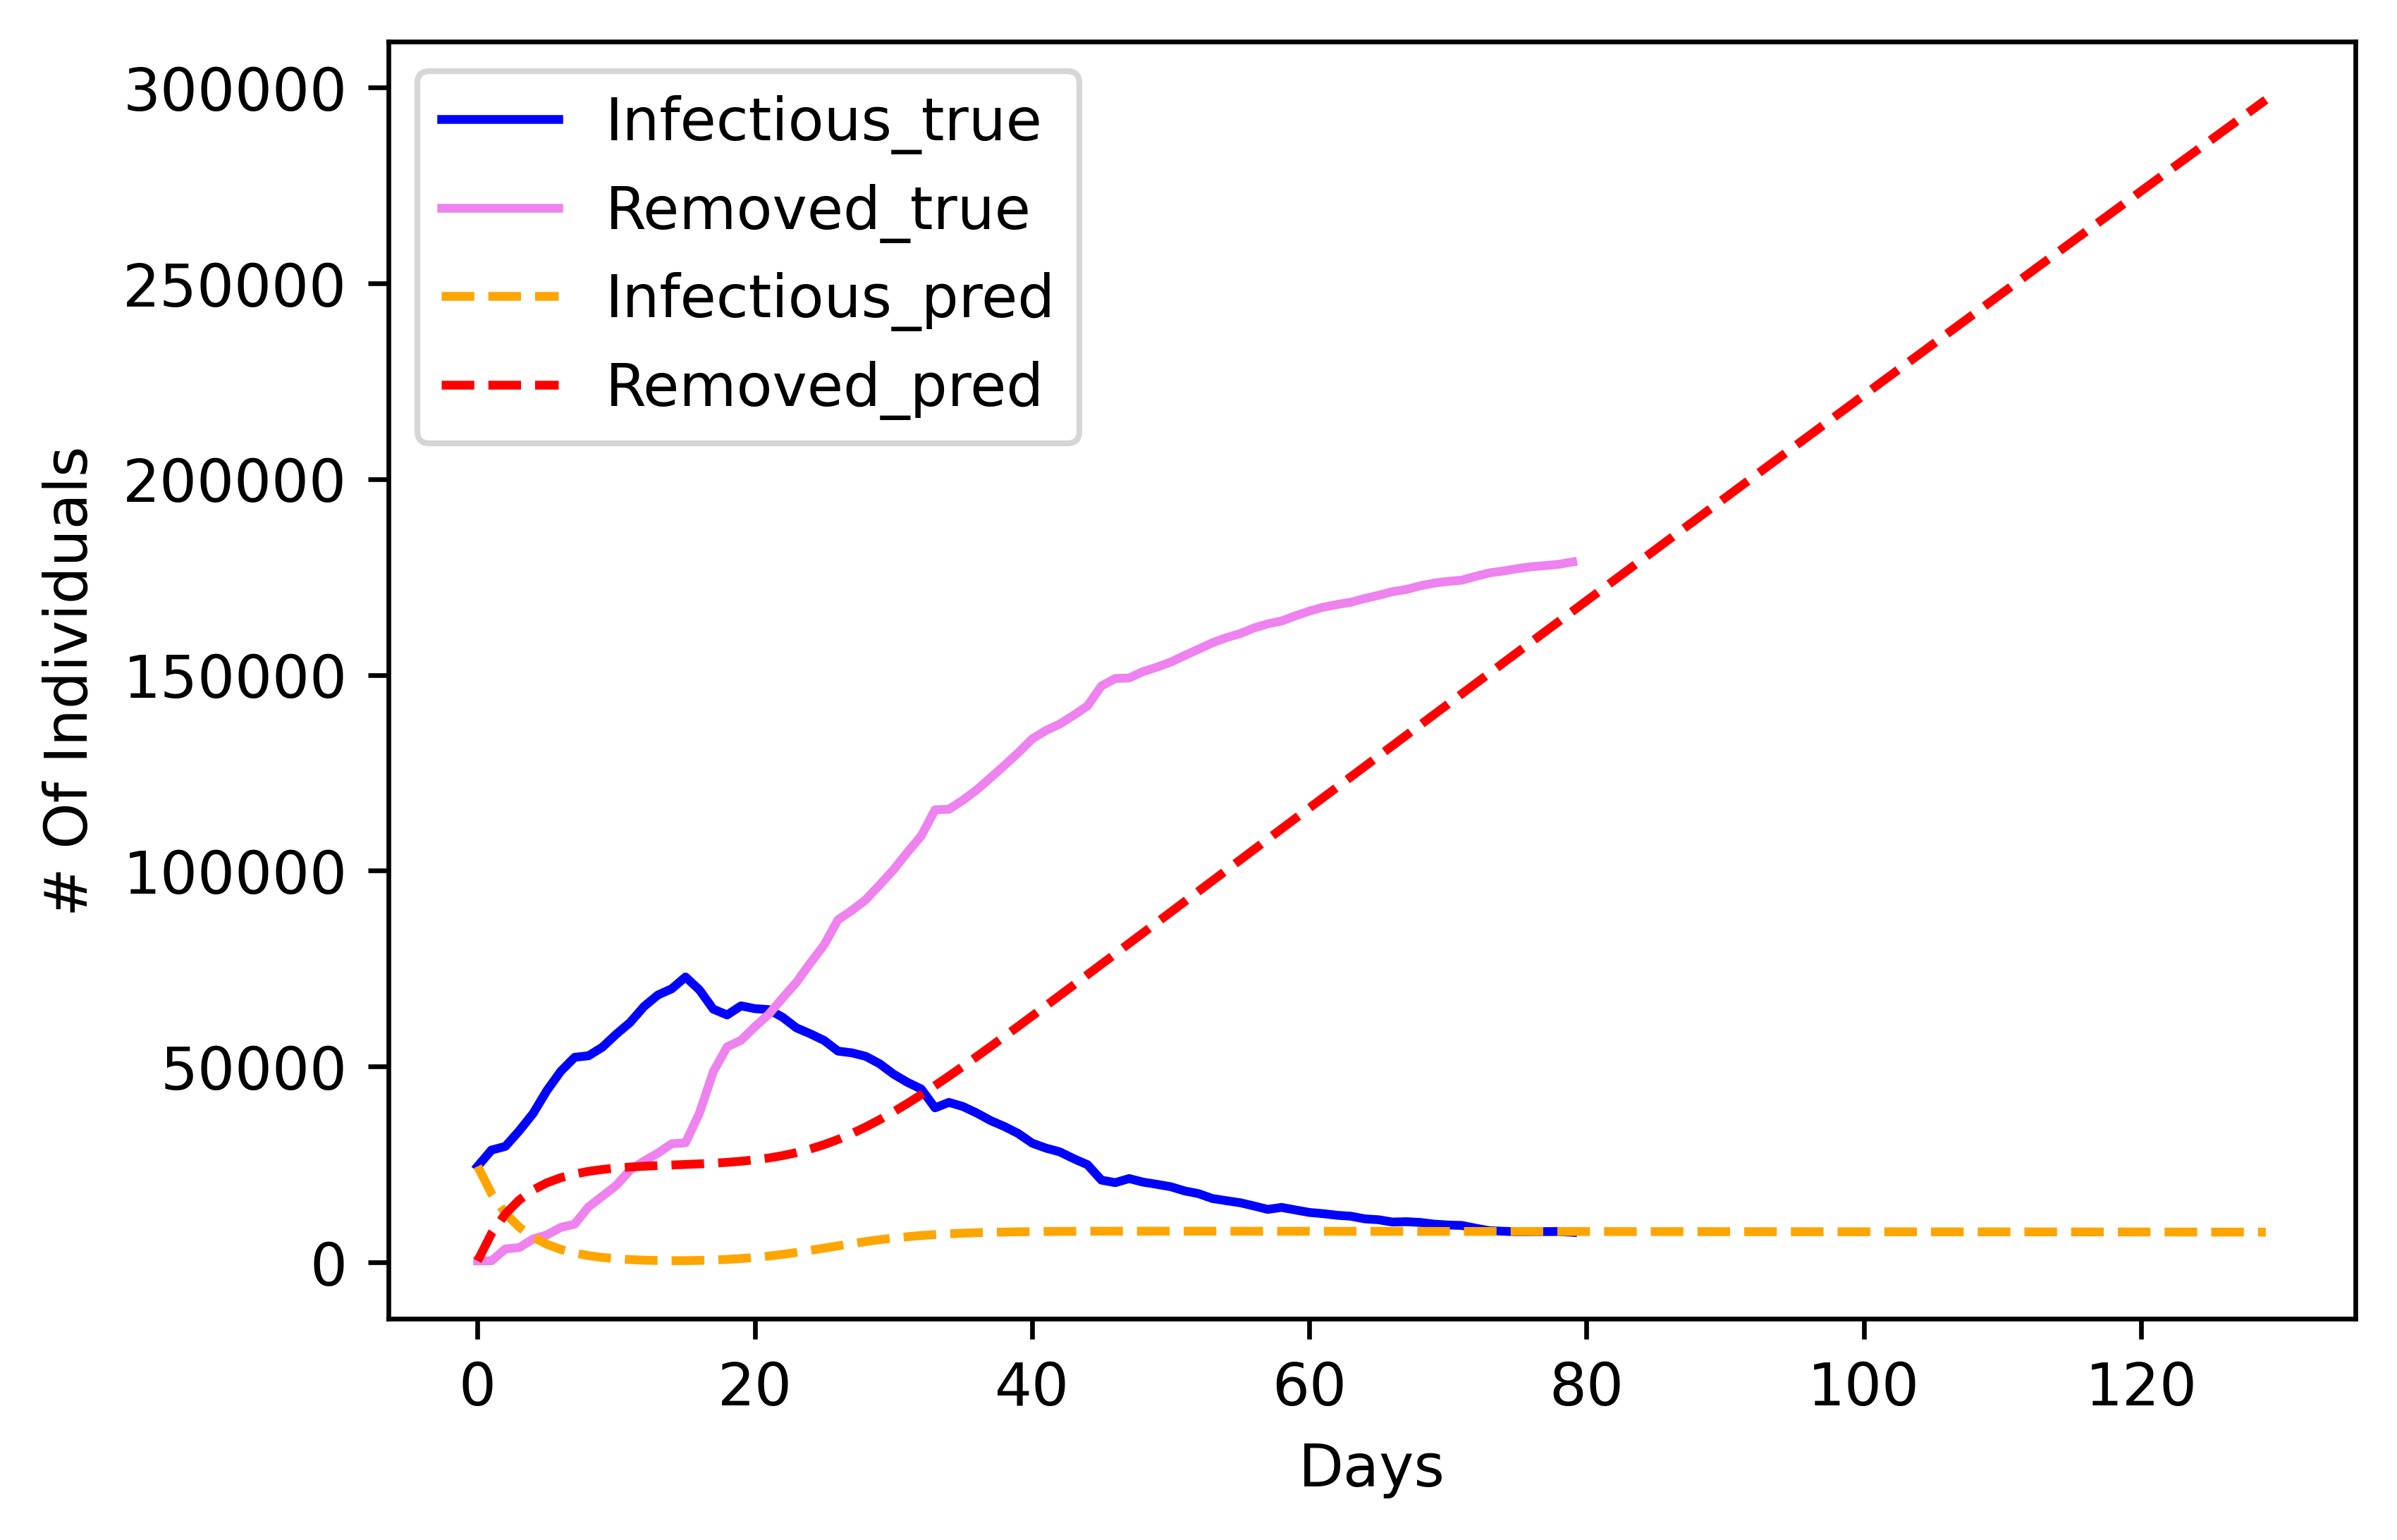 300000
250000
200000
150000
100000
50000
0
# Of Individuals
Infectious_true
Removed_true
Infectious_pred
Removed_pred
0 20 40 60 80 100 120
Days